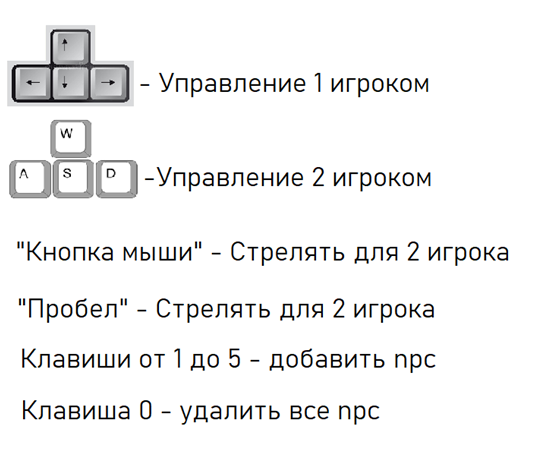 ↑
← ↓ → - Управление 1 игроком
W
A S D -Управление 2 игроком
"Кнопка мыши" - Стрелять для 2 игрока
"Пробел" - Стрелять для 2 игрока
Клавиши от 1 до 5 - добавить npc
Клавиша 0 - удалить все npc